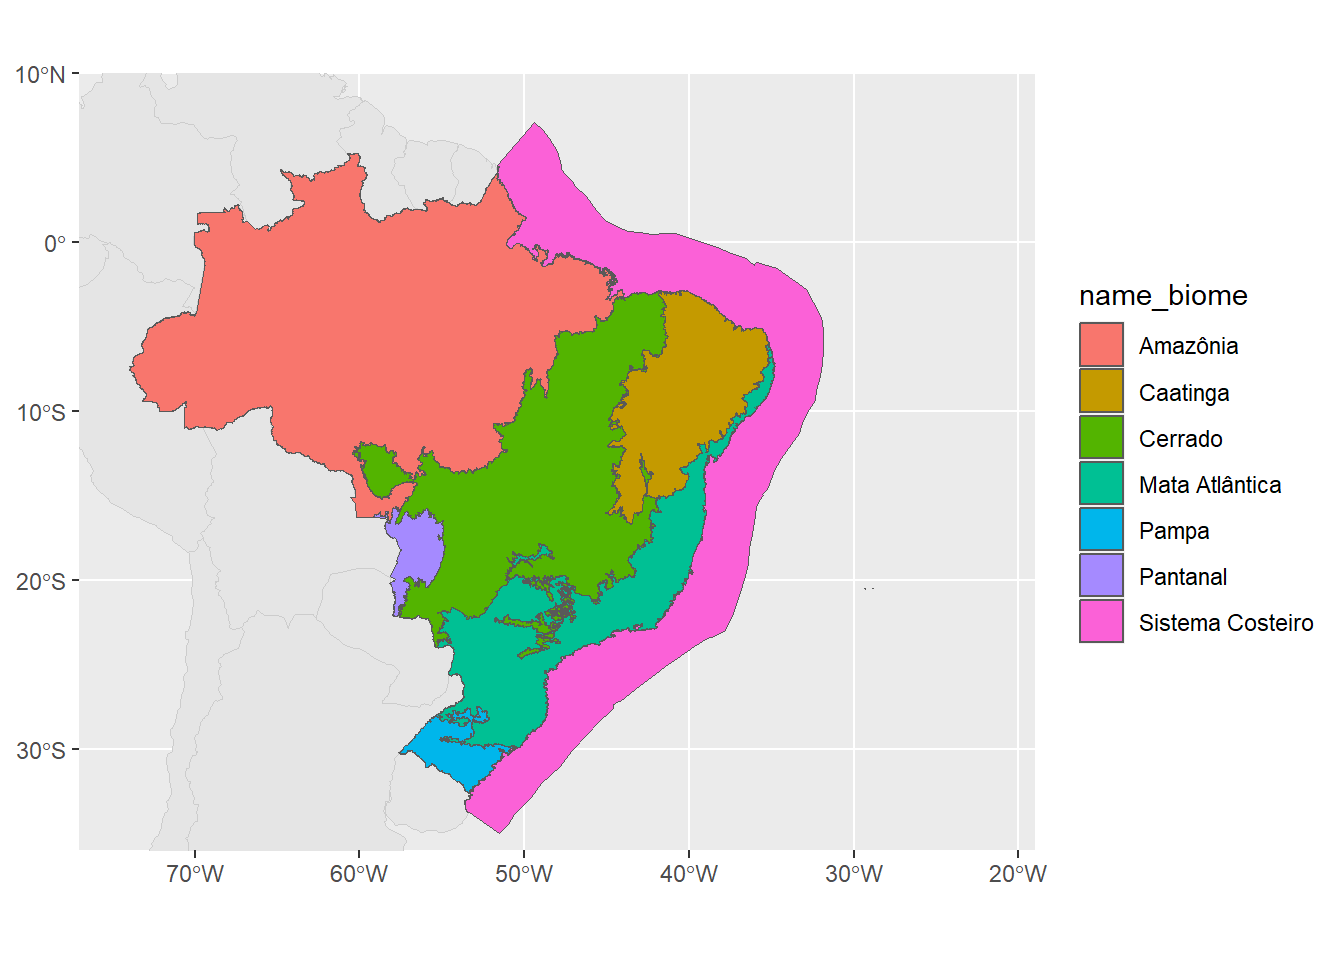 10°N
0°
10°S
20°S
30°S
70°W 60°W 50°W 40°W 30°W 20°W
name_biome
Amazônia
Caatinga
Cerrado
Mata Atlântica
Pampa
Pantanal
Sistema Costeiro